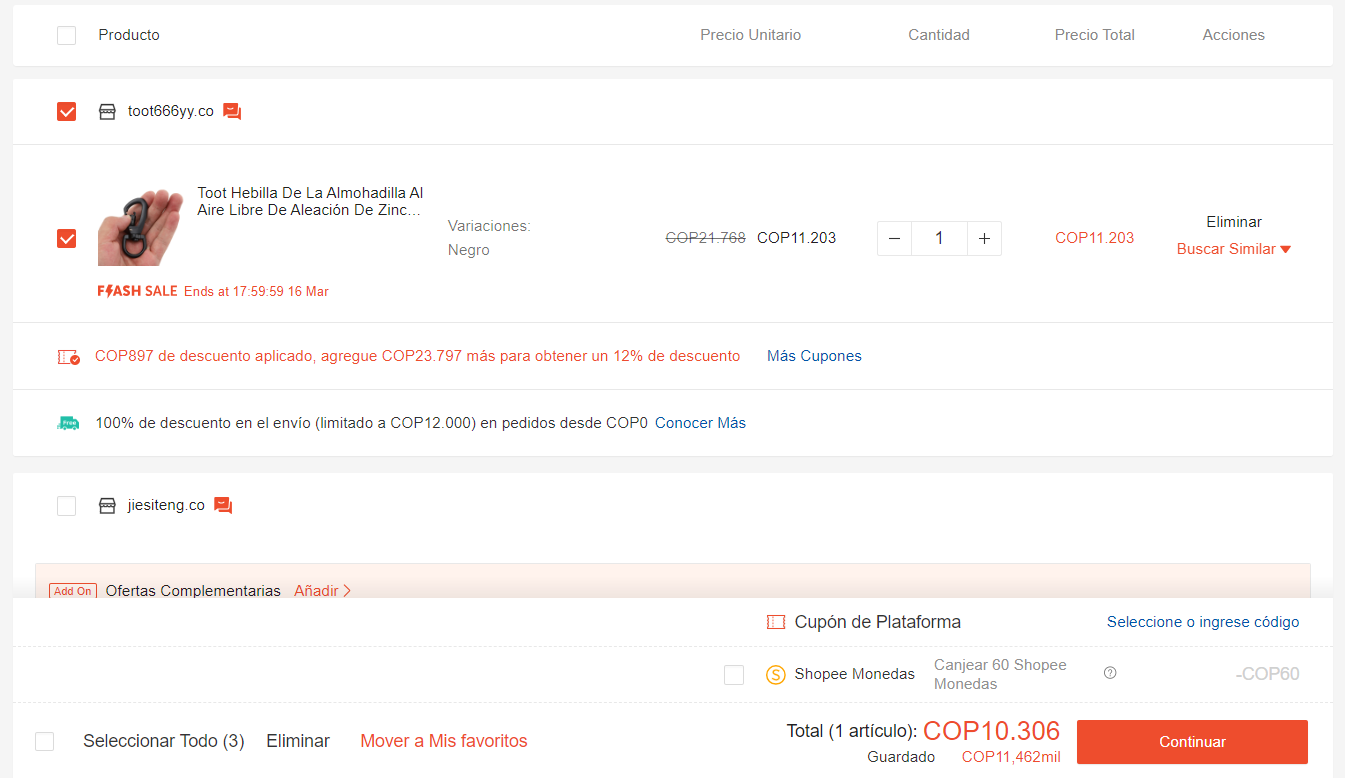 Producto
Precio Unitario
Cantidad
Precio Total
Acciones
toot666yy.co
Toot Hebilla De La Almohadilla Al
Aire Libre De Aleación De Zinc...
Variaciones:
Negro
COP21.768 COP11.203
1
COP11.203
Eliminar
Buscar Similar
FLASH SALE Ends at 17:59:59 16 Mar
COP897 de descuento aplicado, agregue COP23.797 más para obtener un 12% de descuento
Más Cupones
Free
100% de descuento en el envío (limitado a COP12.000) en pedidos desde COP0 Conocer Más
jiesiteng.co
Add On Ofertas Complementarias Añadir
Cupón de Plataforma
Seleccione o ingrese código
Shopee Monedas
Canjear 60 Shopee
Monedas
-COP60
Seleccionar Todo (3)
Eliminar
Mover a Mis favoritos
Total (1 artículo): COP10.306
Guardado COP11,462mil
Continuar